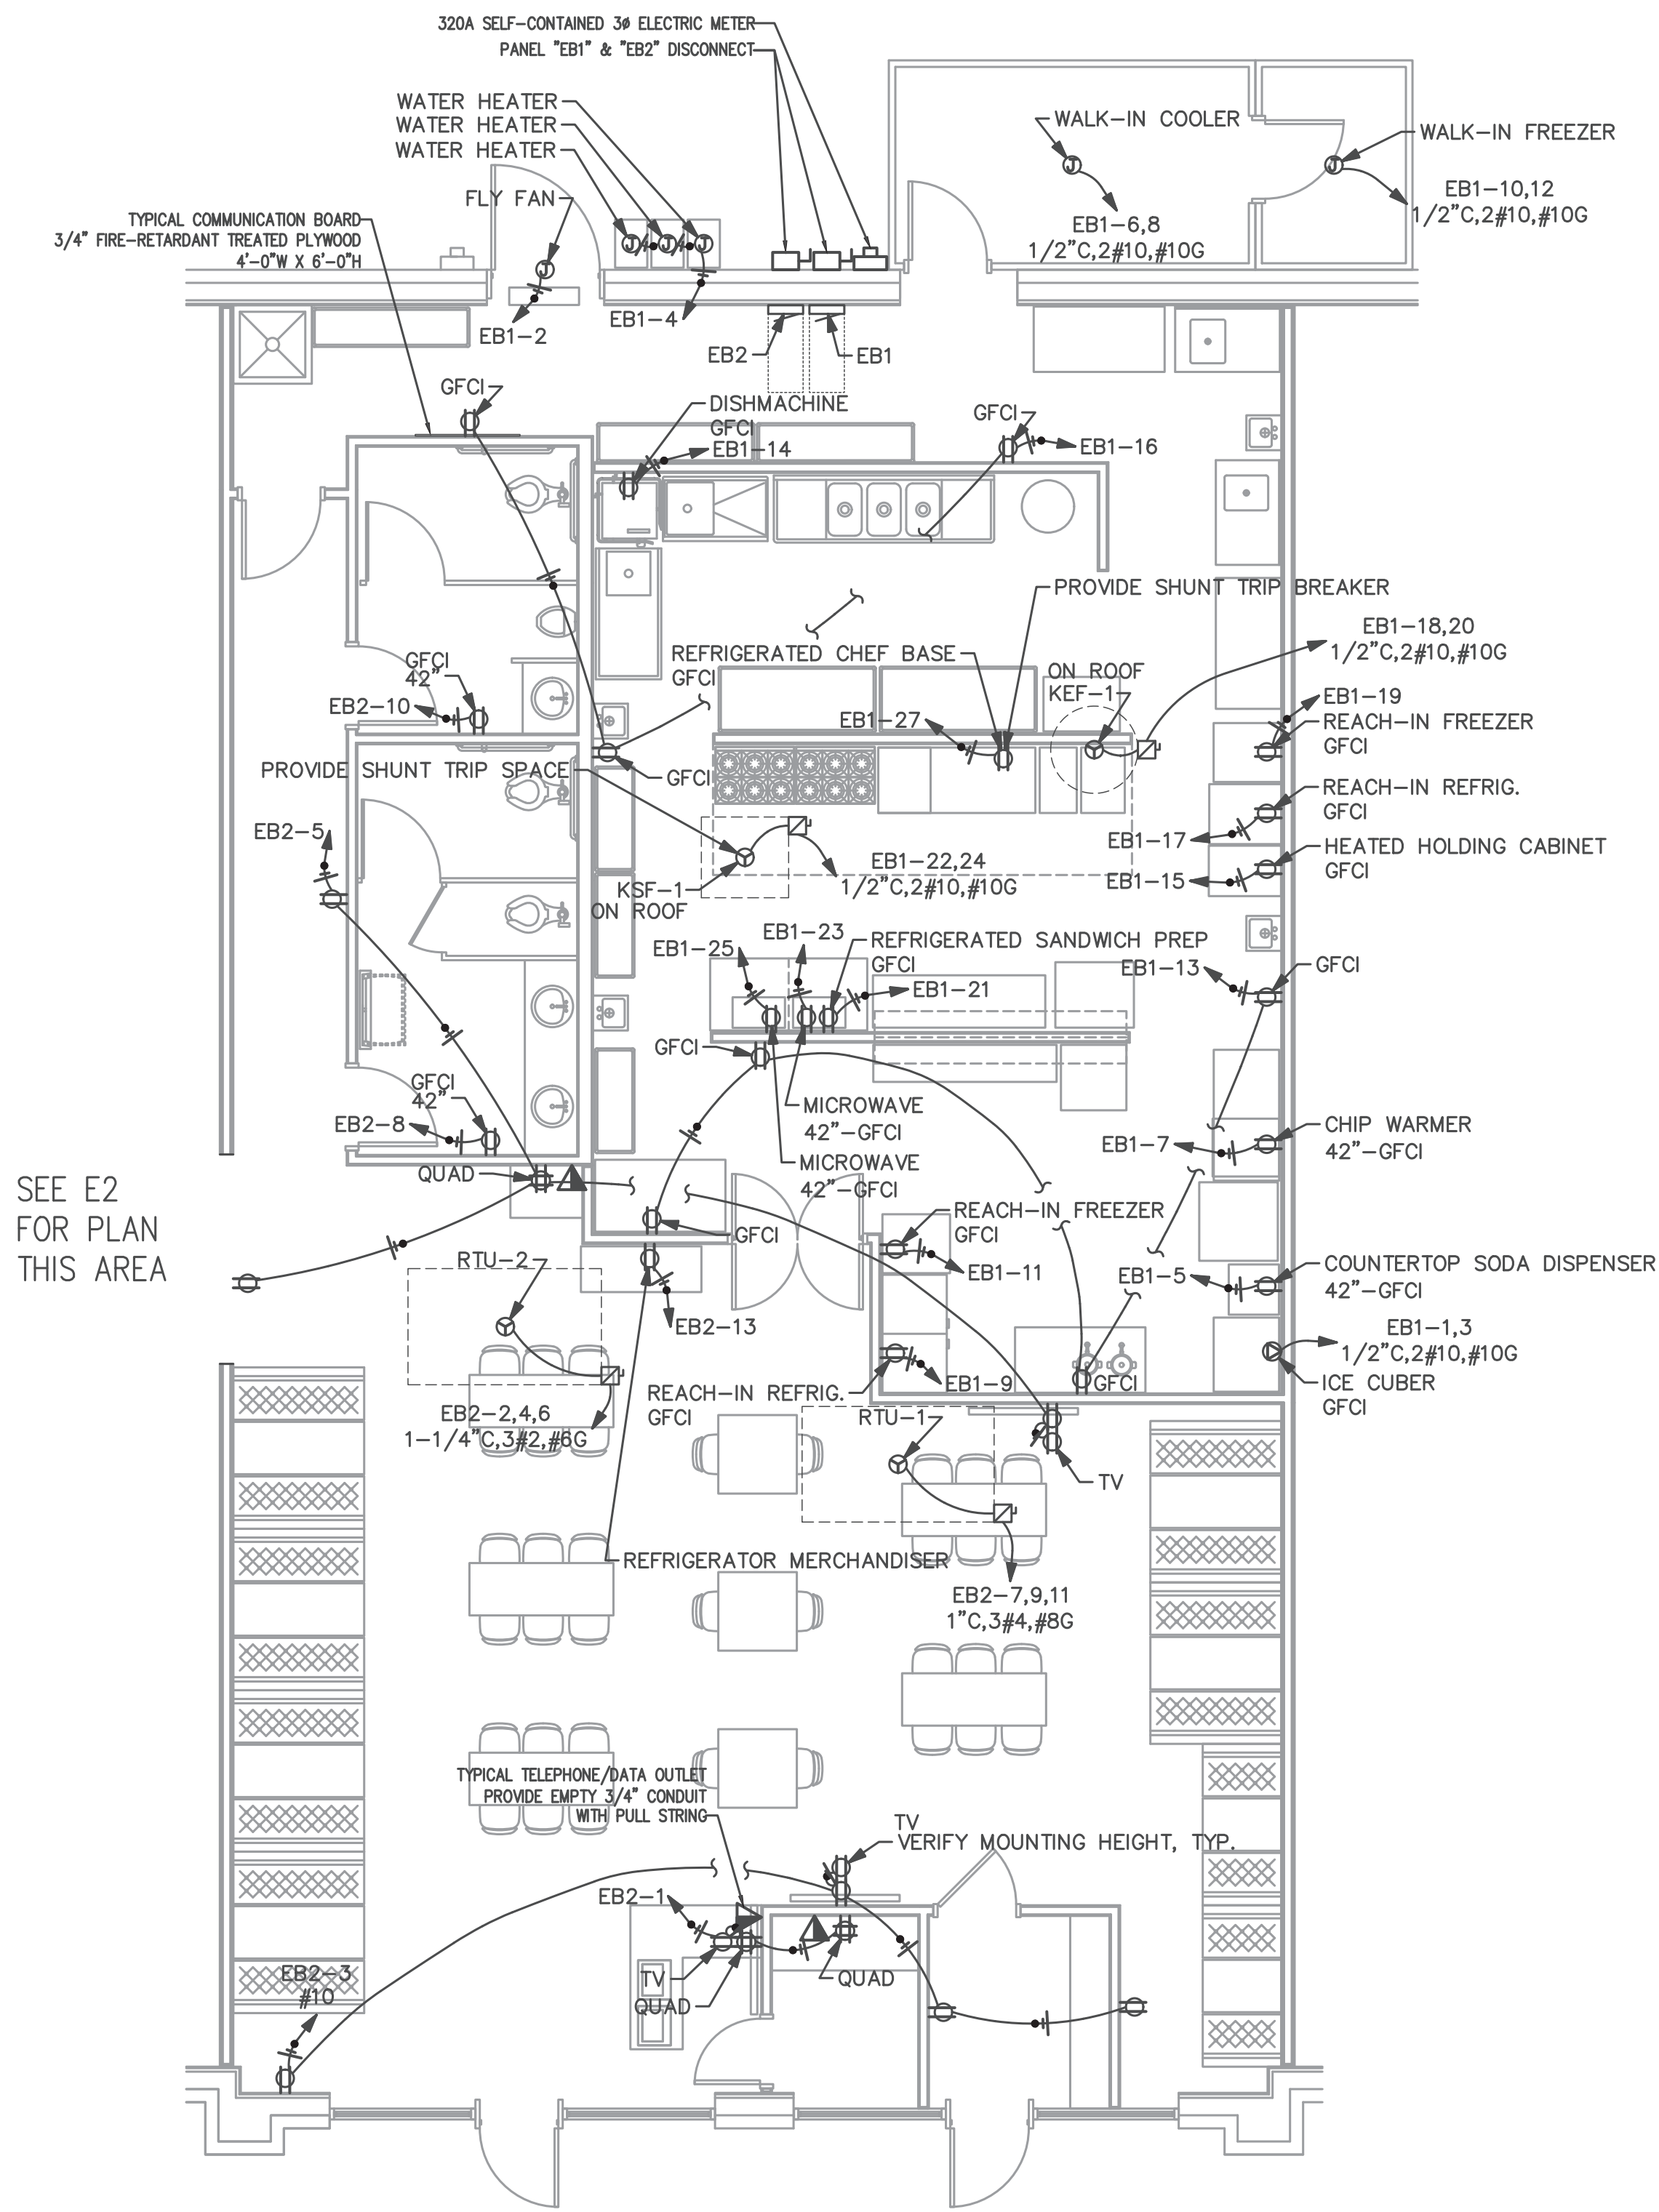 320A SELF-CONTAINED 3ø ELECTRIC METER
PANEL "EB1" & "EB2" DISCONNECT
WATER HEATER
WATER HEATER
WATER HEATER
FLY FAN
TYPICAL COMMUNICATION BOARD
3/4" FIRE-RETARDANT TREATED PLYWOOD
4'-0"W X 6'-0"H
WALK-IN COOLER
WALK-IN FREEZER
J
J
J
J
J
J
EB1-10,12
1/2"C,2#10,#10G
EB1-6,8
1/2"C,2#10,#10G
EB1-2
EB1-4
EB2
EB1
GFCI
DISHMACHINE
GFCI
EB1-14
GFCI
EB1-16
PROVIDE SHUNT TRIP BREAKER
EB1-18,20
1/2"C,2#10,#10G
REFRIGERATED CHEF BASE
GFCI
ON ROOF
KEF-1
GFCI
42"
EB2-10
EB1-27
EB1-19
REACH-IN FREEZER
GFCI
PROVIDE SHUNT TRIP SPACE
GFCI
REACH-IN REFRIG.
GFCI
EB1-17
EB2-5
HEATED HOLDING CABINET
GFCI
EB1-15
EB1-22,24
1/2"C,2#10,#10G
KSF-1
ON ROOF
EB1-25
EB1-23
REFRIGERATED SANDWICH PREP
GFCI
EB1-21
EB1-13
GFCI
GFCI
GFCI
42"
EB2-8
MICROWAVE
42"-GFCI
MICROWAVE
42"-GFCI
EB1-7
CHIP WARMER
42"-GFCI
QUAD
SEE E2
FOR PLAN
THIS AREA
GFCI
REACH-IN FREEZER
GFCI
EB1-11
RTU-2
EB1-5
COUNTERTOP SODA DISPENSER
42"-GFCI
EB2-13
EB1-1,3
1/2"C,2#10,#10G
ICE CUBER
GFCI
REACH-IN REFRIG.
GFCI
EB1-9
GFCI
EB2-2,4,6
1-1/4"C,3#2,#6G
RTU-1
TV
REFRIGERATOR MERCHANDISER
EB2-7,9,11
1"C,3#4,#8G
TYPICAL TELEPHONE/DATA OUTLET
PROVIDE EMPTY 3/4" CONDUIT
WITH PULL STRING
TV
VERIFY MOUNTING HEIGHT, TYP.
EB2-1
TV
QUAD
QUAD
EB2-3
#10